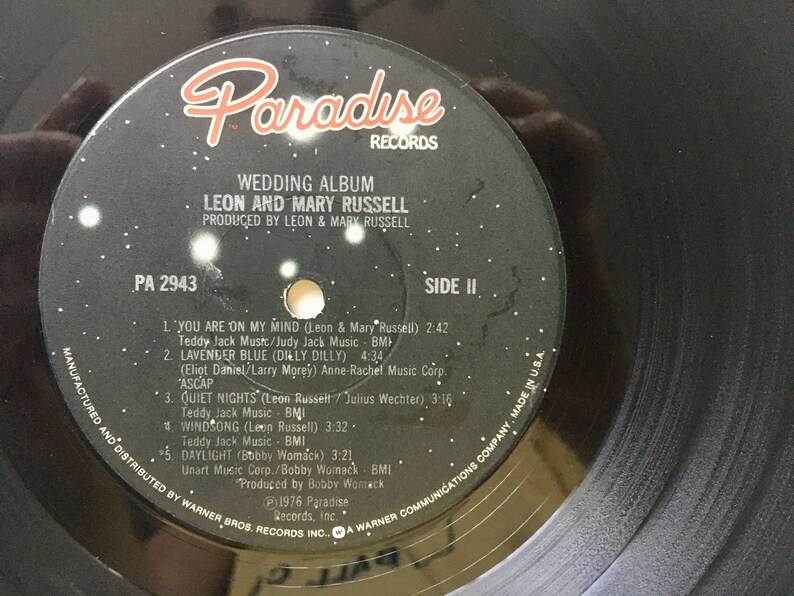 Paradise
TM
RECORDS
WEDDING ALBUM
LEON AND MARY RUSSELL
PRODUCED BY LEON & MARY RUSSELL
PA 2943
SIDE II
1. YOU ARE ON MY MIND (Leon & Mary Russell) 2:42
Teddy Jack Music/Judy Jack Music - BMI
2. LAVENDER BLUE (DILLY DILLY) 4:34
(Eliot Daniel/Larry Morey) Anne-Rachel Music Corp.
ASCAP
3. QUIET NIGHTS (Leon Russell / Julius Wechter) 3:16
Teddy Jack Music - BMI
4. WINDSONG (Leon Russell) 3:32
Teddy Jack Music - BMI
*5. DAYLIGHT (Bobby Womack) 3:21
Unart Music Corp./Bobby Womack - BMI
*Produced by Bobby Womack
Ⓟ1976 Paradise
Records, Inc.
MANUFACTURED AND DISTRIBUTED BY WARNER BROS. RECORDS INC., W A WARNER COMMUNICATIONS COMPANY. MADE IN U.S.A.